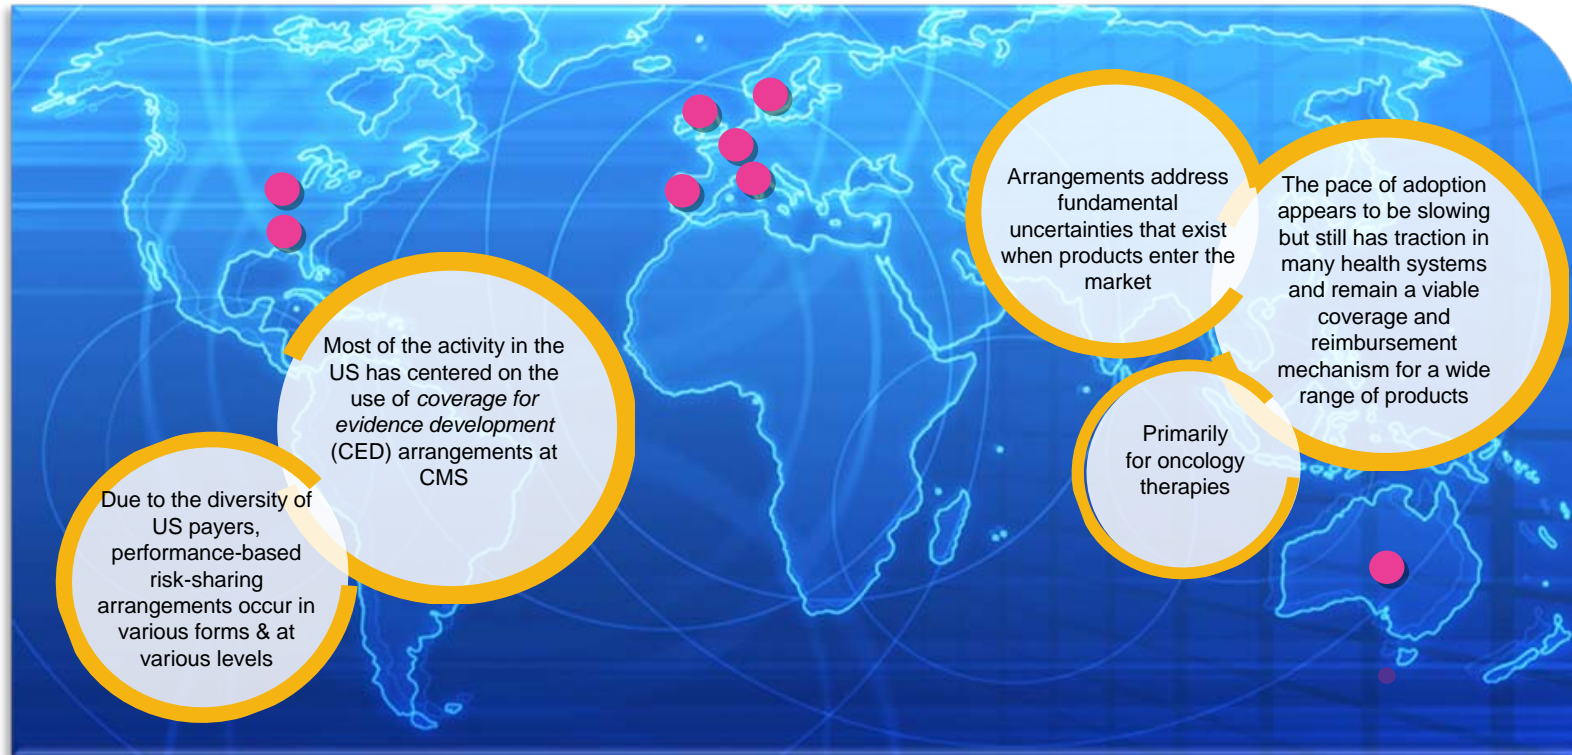 Due to the diversity of
US payers,
performance-based
risk-sharing
arrangements occur in
various forms & at
various levels
Most of the activity in the
US has centered on the
use of coverage for
evidence development
(CED) arrangements at
CMS
Arrangements address
fundamental
uncertainties that exist
when products enter the
market
The pace of adoption
appears to be slowing
but still has traction in
many health systems
and remain a viable
coverage and
reimbursement
mechanism for a wide
range of products
Primarily
for oncology
therapies